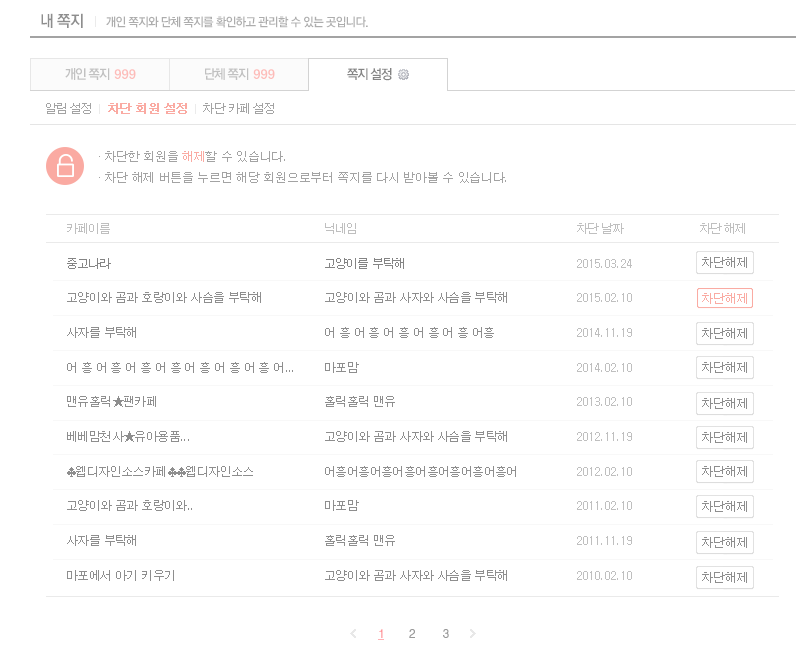 내 쪽지 개인 쪽지와 단체 쪽지를 확인하고 관리할 수 있는 곳입니다.
개인 쪽지 999 단체 쪽지 999 쪽지 설정
알림 설정 차단 회원 설정 차단 카페 설정
· 차단한 회원을 해제할 수 있습니다.
· 차단 해제 버튼을 누르면 해당 회원으로부터 쪽지를 다시 받아볼 수 있습니다.
카페이름 닉네임 차단 날짜 차단 해제
중고나라 고양이를 부탁해 2015.03.24 차단해제
고양이와 곰과 호랑이와 사슴을 부탁해 고양이와 곰과 사자와 사슴을 부탁해 2015.02.10 차단해제
사자를 부탁해 어 흥 어 흥 어 흥 어 흥 어 흥 어흥 2014.11.19 차단해제
어 흥 어 흥 어 흥 어 흥 어 흥 어 흥 어 흥 어... 마포맘 2014.02.10 차단해제
맨유홀릭★팬카페 홀릭홀릭 맨유 2013.02.10 차단해제
베베맘천사★유아용품... 고양이와 곰과 사자와 사슴을 부탁해 2012.11.19 차단해제
♣웹디자인소스카페♣♣웹디자인소스 어흥어흥어흥어흥어흥어흥어흥어흥어 2012.02.10 차단해제
고양이와 곰과 호랑이와.. 마포맘 2011.02.10 차단해제
사자를 부탁해 홀릭홀릭 맨유 2011.11.19 차단해제
마포에서 아기 키우기 고양이와 곰과 사자와 사슴을 부탁해 2010.02.10 차단해제
1 2 3